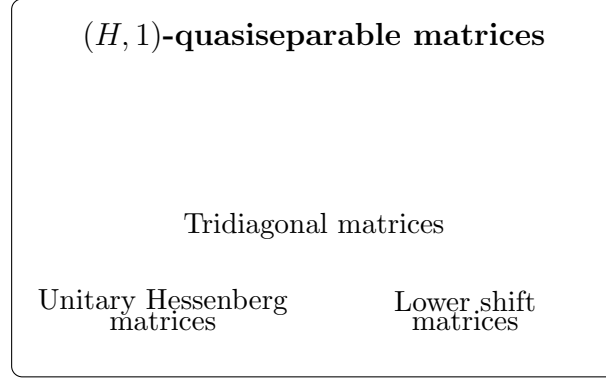 (H, 1)-quasiseparable matrices
Tridiagonal matrices
Unitary Hessenberg
matrices
Lower shift
matrices